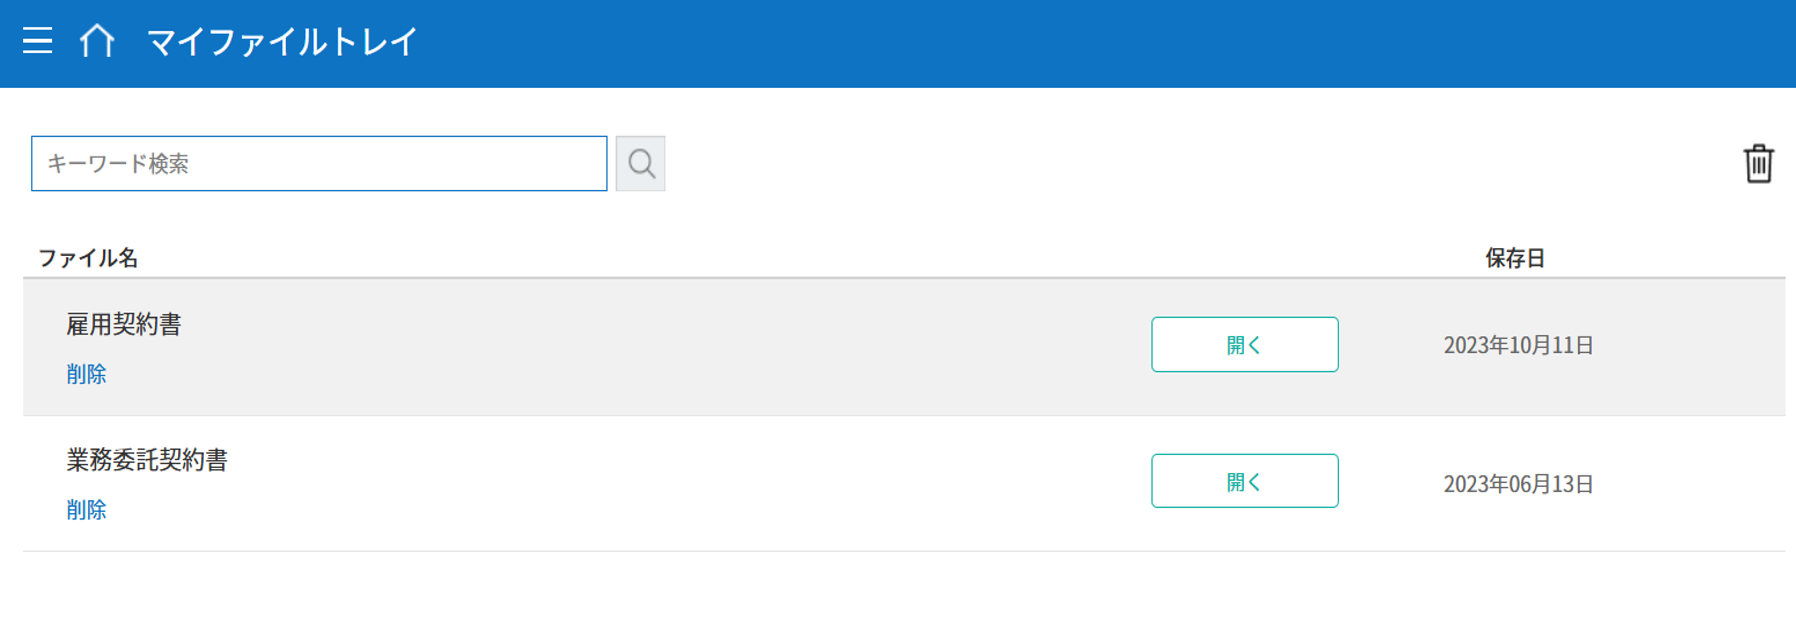 マイファイルトレイ
キーワード検索
ファイル名 保存日
雇用契約書
開く 2023年10月11日
削除
業務委託契約書
開く 2023年06月13日
削除